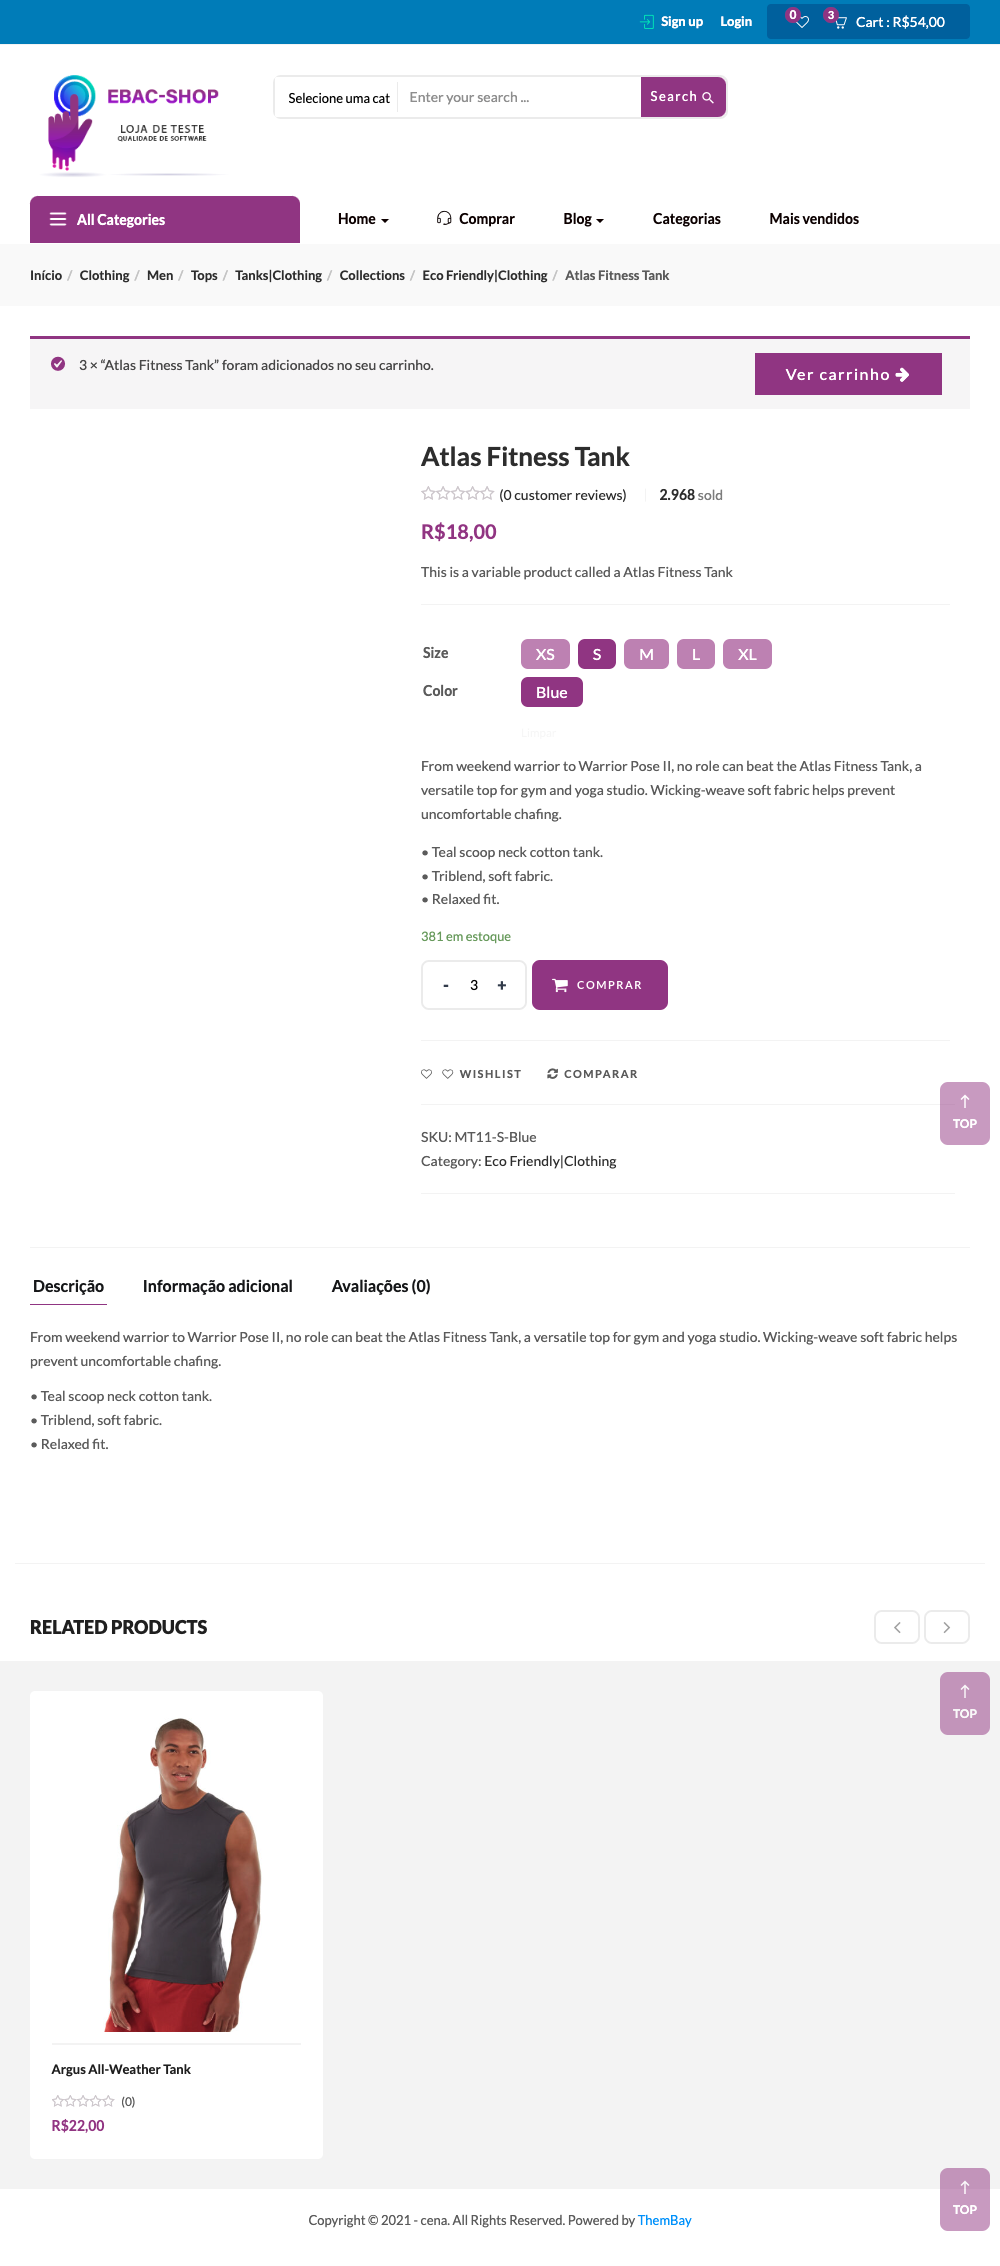 Sign up Login 0 3 Cart : R$54,00
EBAC-SHOP
LOJA DE TESTE
QUALIDADE DE SOFTWARE
Selecione uma cat Enter your search ... Search
All Categories Home Comprar Blog Categorias Mais vendidos
Início / Clothing / Men / Tops / Tanks|Clothing / Collections / Eco Friendly|Clothing / Atlas Fitness Tank
3 × “Atlas Fitness Tank” foram adicionados no seu carrinho. Ver carrinho
Atlas Fitness Tank
(0 customer reviews) 2.968 sold
R$18,00
This is a variable product called a Atlas Fitness Tank
Size XS S M L XL
Color Blue
Limpar
From weekend warrior to Warrior Pose II, no role can beat the Atlas Fitness Tank, a
versatile top for gym and yoga studio. Wicking-weave soft fabric helps prevent
uncomfortable chafing.
• Teal scoop neck cotton tank.
• Triblend, soft fabric.
• Relaxed fit.
381 em estoque
- 3 + COMPRAR
WISHLIST COMPARAR
TOP
SKU: MT11-S-Blue
Category: Eco Friendly|Clothing
Descrição Informação adicional Avaliações (0)
From weekend warrior to Warrior Pose II, no role can beat the Atlas Fitness Tank, a versatile top for gym and yoga studio. Wicking-weave soft fabric helps
prevent uncomfortable chafing.
• Teal scoop neck cotton tank.
• Triblend, soft fabric.
• Relaxed fit.
RELATED PRODUCTS
TOP
Argus All-Weather Tank
(0)
R$22,00
TOP
Copyright © 2021 - cena. All Rights Reserved. Powered by ThemBay